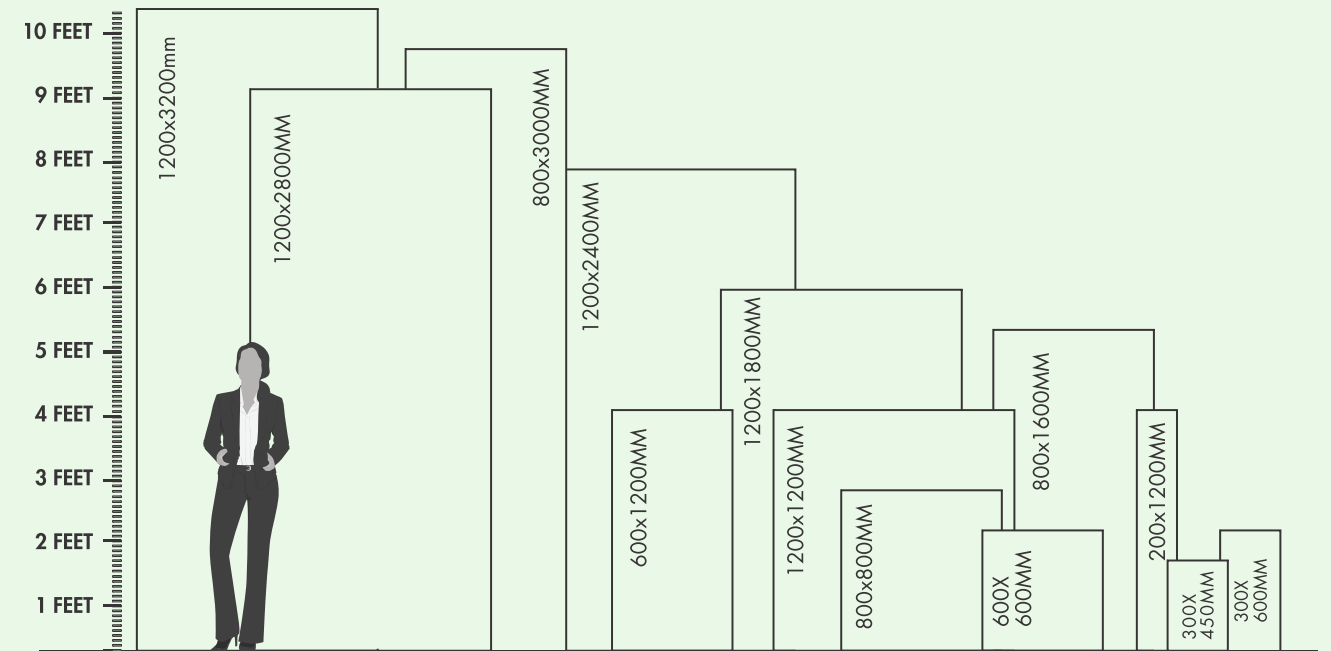 10 FEET
9 FEET
8 FEET
7 FEET
6 FEET
5 FEET
4 FEET
3 FEET
2 FEET
1 FEET
1200x3200mm
1200x2800MM
800x3000MM
1200x2400MM
600x1200MM
1200x1800MM
1200x1200MM
800x800MM
600X
600MM
800x1600MM
200x1200MM
300X
450MM
300X
600MM